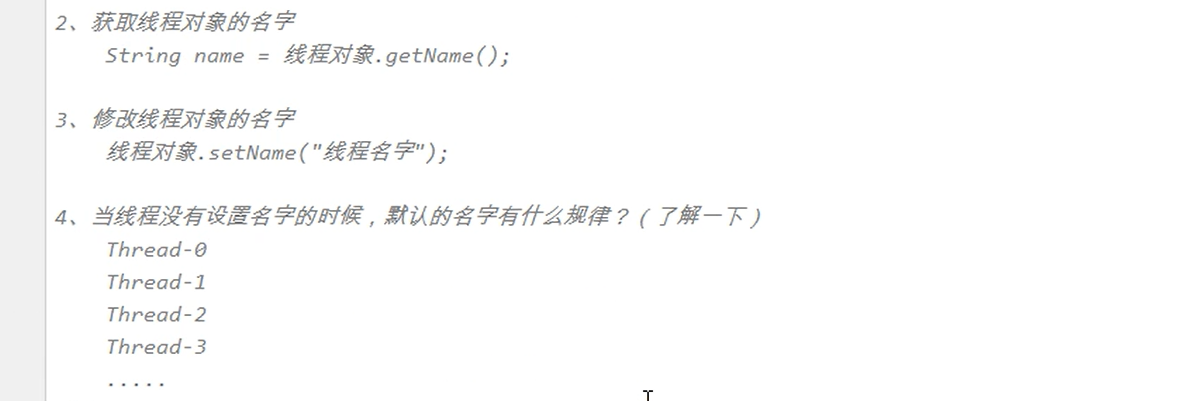 2、获取线程对象的名字
String name = 线程对象.getName();
3、修改线程对象的名字
线程对象.setName("线程名字");
4、当线程没有设置名字的时候，默认的名字有什么规律？（了解一下）
Thread-0
Thread-1
Thread-2
Thread-3
.....